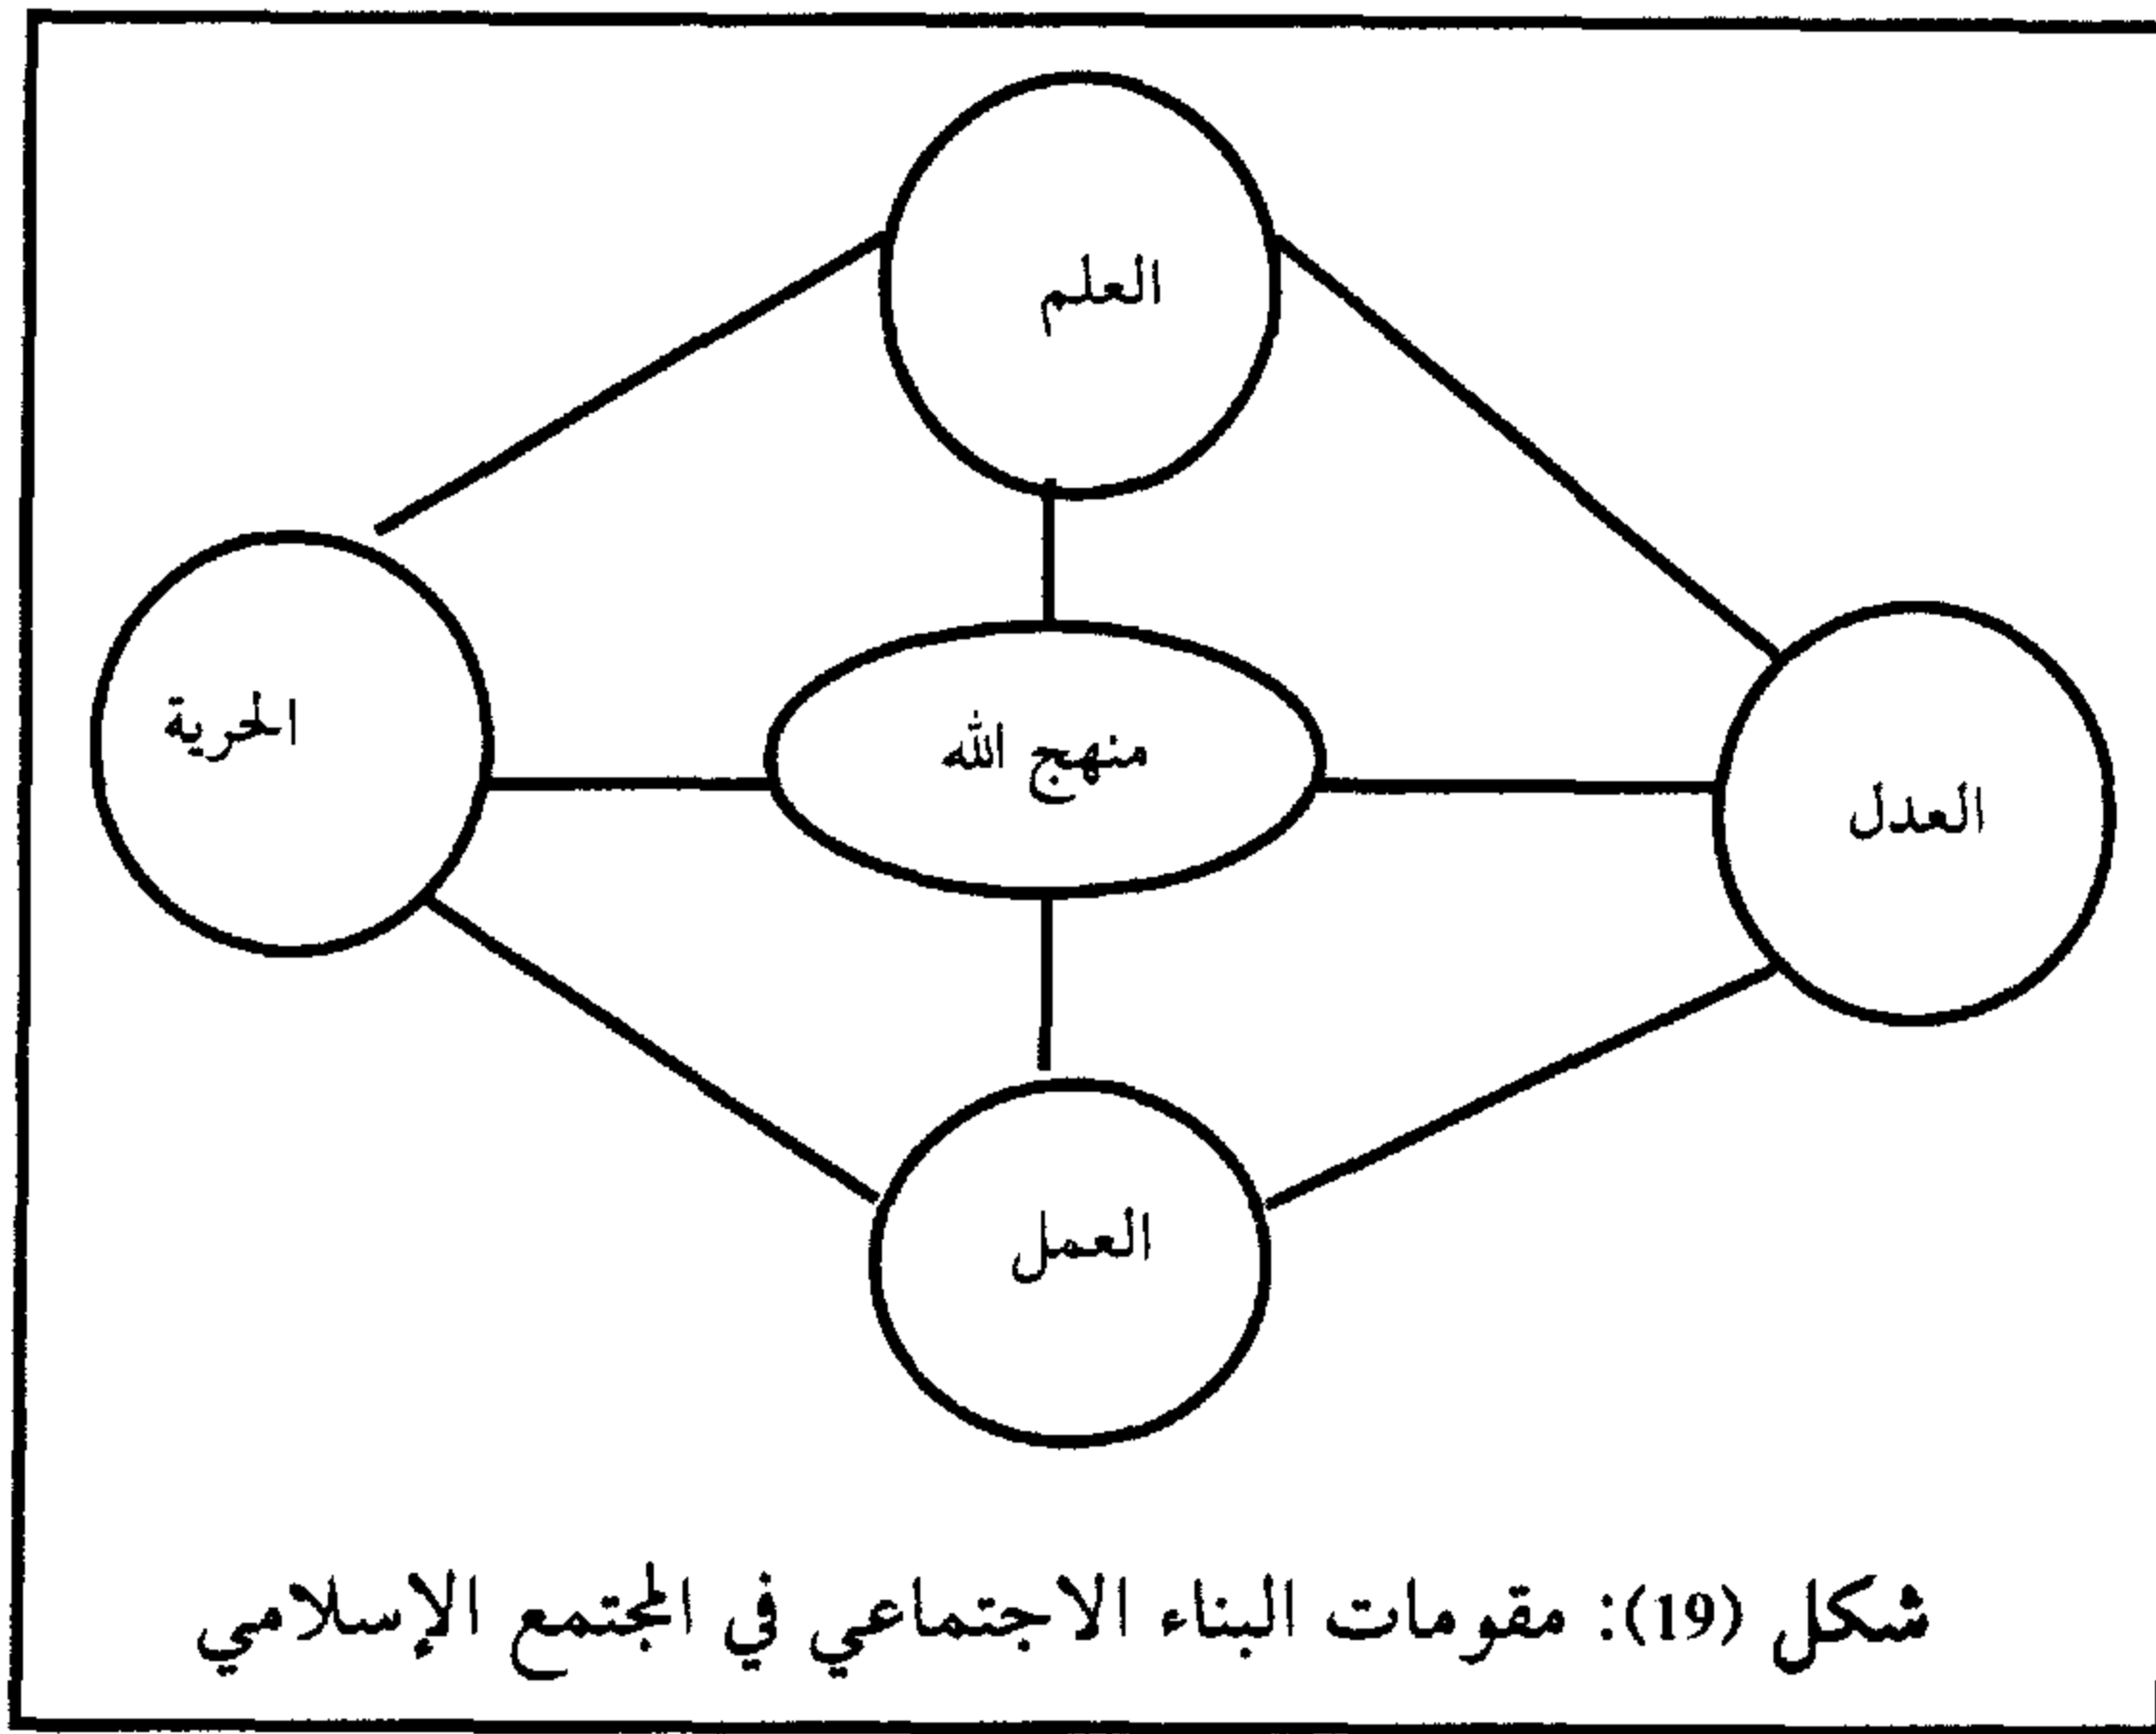 العلم
الحرية
منهج الله
العدل
العمل
شكل (19): مقومات البناء الاجتماعي في المجتمع الإسلامي